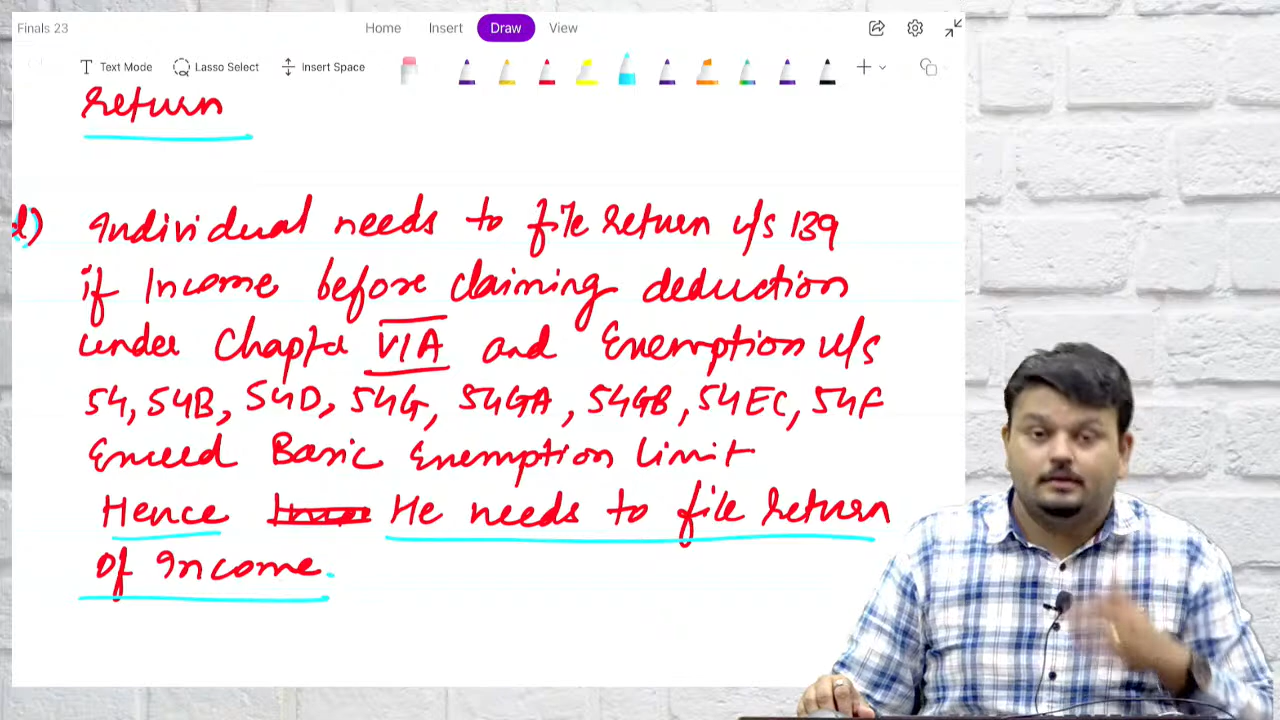 Finals 23
Home Insert Draw View
Text Mode Lasso Select Insert Space
return
d) Individual needs to file return u/s 139
if Income before claiming deduction
under Chapter VIA and Exemption u/s
54, 54B, 54D, 54G, 54GA, 54GB, 54EC, 54F
Exceed Basic Exemption limit
Hence He needs to file return
of Income.